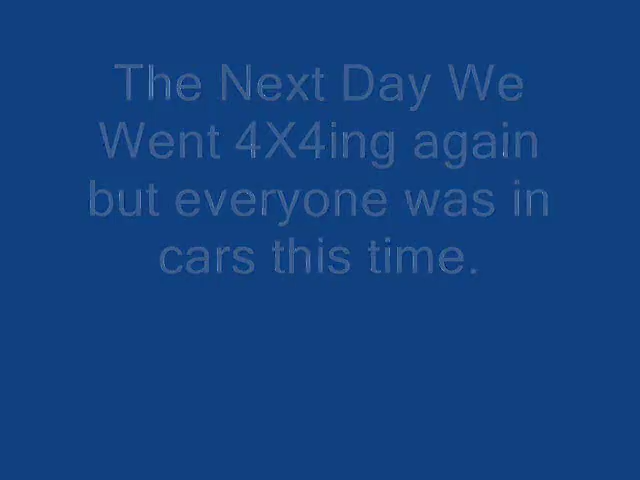 The Next Day We
Went 4X4ing again
but everyone was in
cars this time.